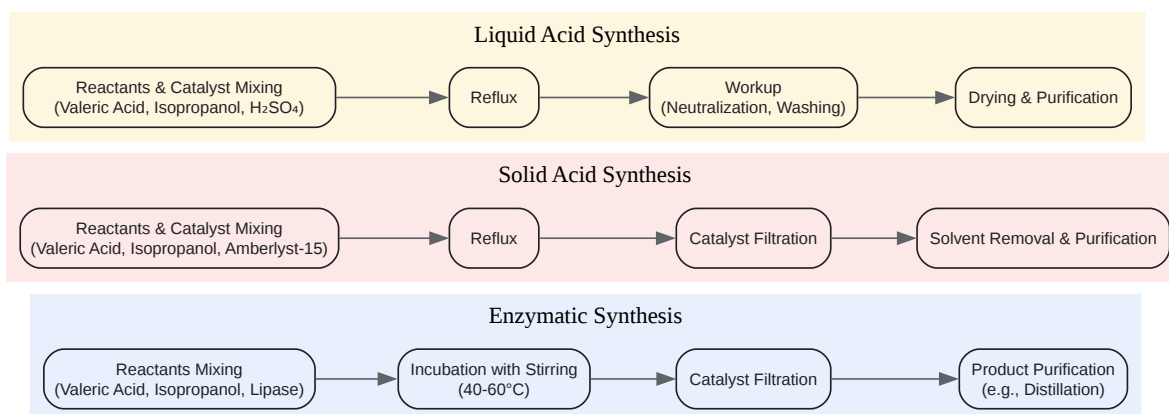 Liquid Acid Synthesis
Reactants & Catalyst Mixing
(Valeric Acid, Isopropanol, H₂SO₄)
Reflux
Workup
(Neutralization, Washing)
Drying & Purification
Solid Acid Synthesis
Reactants & Catalyst Mixing
(Valeric Acid, Isopropanol, Amberlyst-15)
Reflux
Catalyst Filtration
Solvent Removal & Purification
Enzymatic Synthesis
Reactants Mixing
(Valeric Acid, Isopropanol, Lipase)
Incubation with Stirring
(40-60°C)
Catalyst Filtration
Product Purification
(e.g., Distillation)